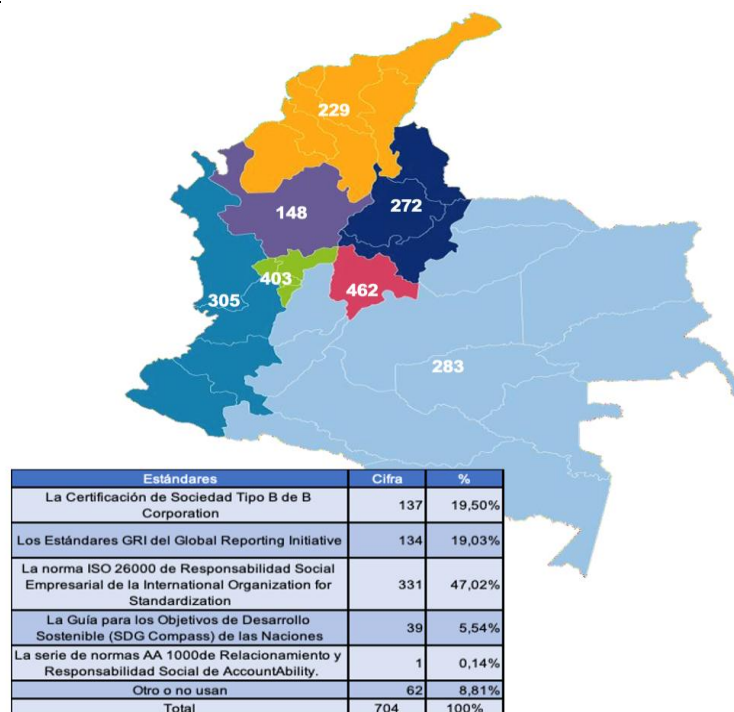 229
148
272
403
462
305
283
Estándares Cifra %
La Certificación de Sociedad Tipo B de B
Corporation 137 19,50%
Los Estándares GRI del Global Reporting Initiative 134 19,03%
La norma ISO 26000 de Responsabilidad Social
Empresarial de la International Organization for 331 47,02%
Standardization
La Guía para los Objetivos de Desarrollo
Sostenible (SDG Compass) de las Naciones 39 5,54%
La serie de normas AA 1000de Relacionamiento y
Responsabilidad Social de AccountAbility. 1 0,14%
Otro o no usan 62 8,81%
Total 704 100%